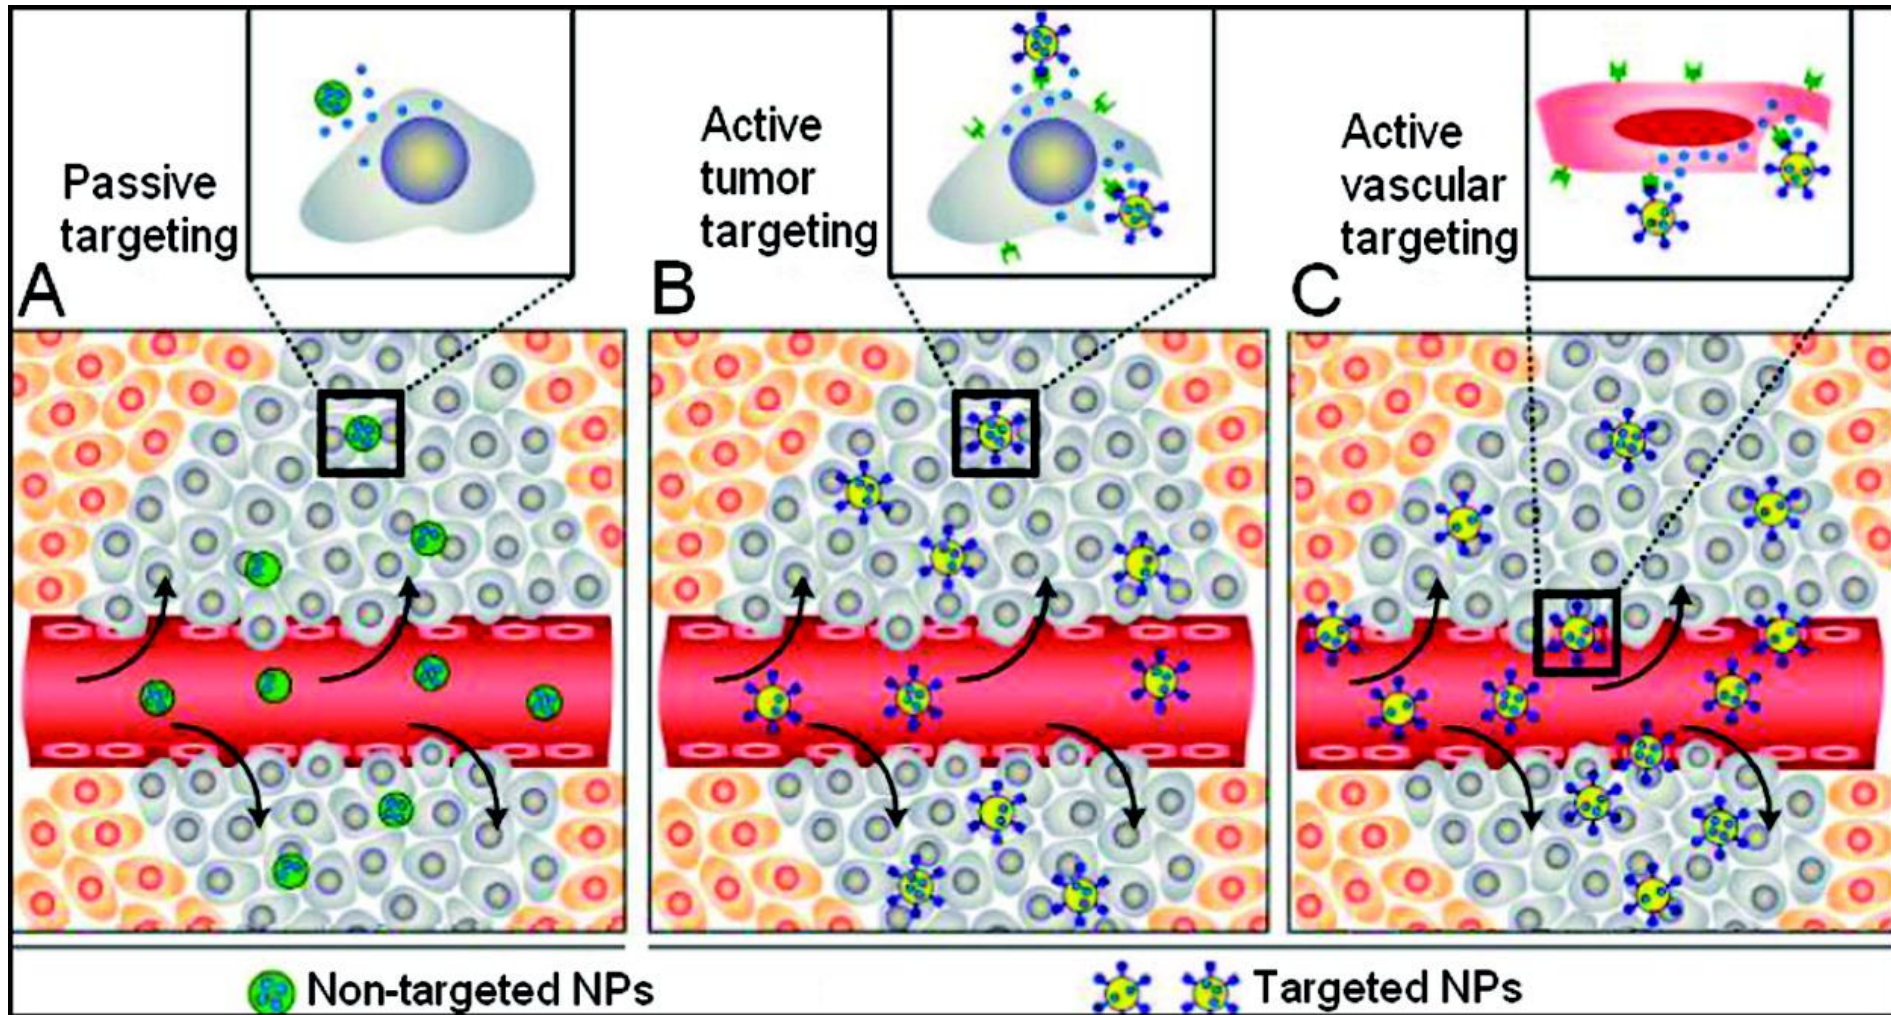 Passive
targeting
A
Active
tumor
targeting
B
Active
vascular
targeting
C
Non-targeted NPs
Targeted NPs